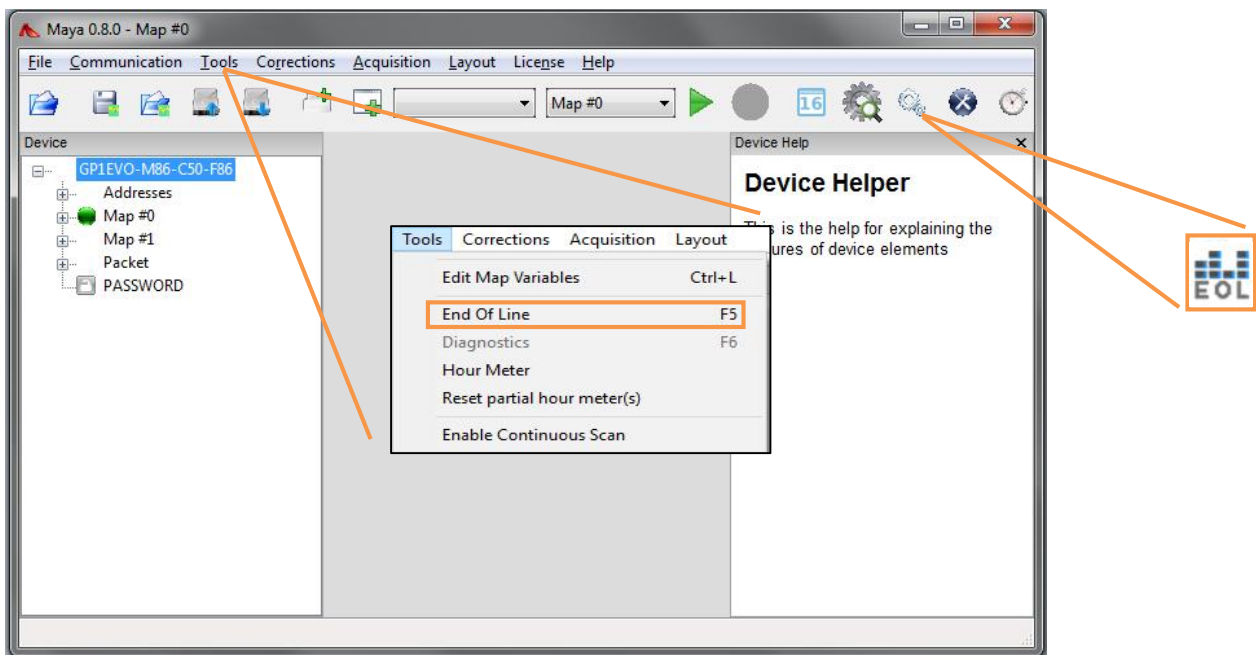 Maya 0.8.0 - Map #0
File Communication Tools Corrections Acquisition Layout License Help
Map #0
16
Device
GP1EVO-M86-C50-F86
Addresses
Map #0
Map #1
Packet
PASSWORD
Tools Corrections Acquisition Layout
Edit Map Variables Ctrl+L
End Of Line F5
Diagnostics F6
Hour Meter
Reset partial hour meter(s)
Enable Continuous Scan
Device Help
Device Helper
This is the help for explaining the
ures of device elements
EOL